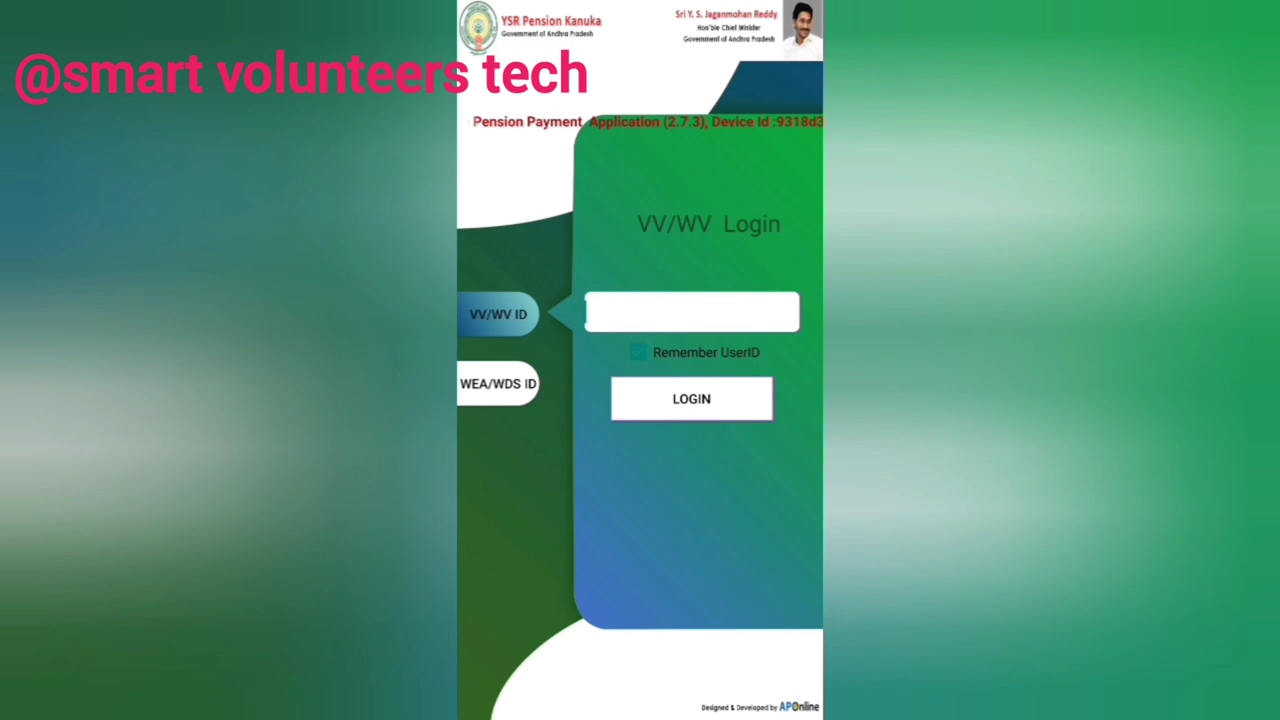 YSR Pension Kanuka
Government of Andhra Pradesh
Sri Y. S. Jaganmohan Reddy
Hon'ble Chief Minister
Government of Andhra Pradesh
@smart volunteers tech
Pension Payment Application (2.7.3), Device Id :9318d3
VV/WV Login
VV/WV ID
Remember UserID
WEA/WDS ID
LOGIN
Designed & Developed by APOnline